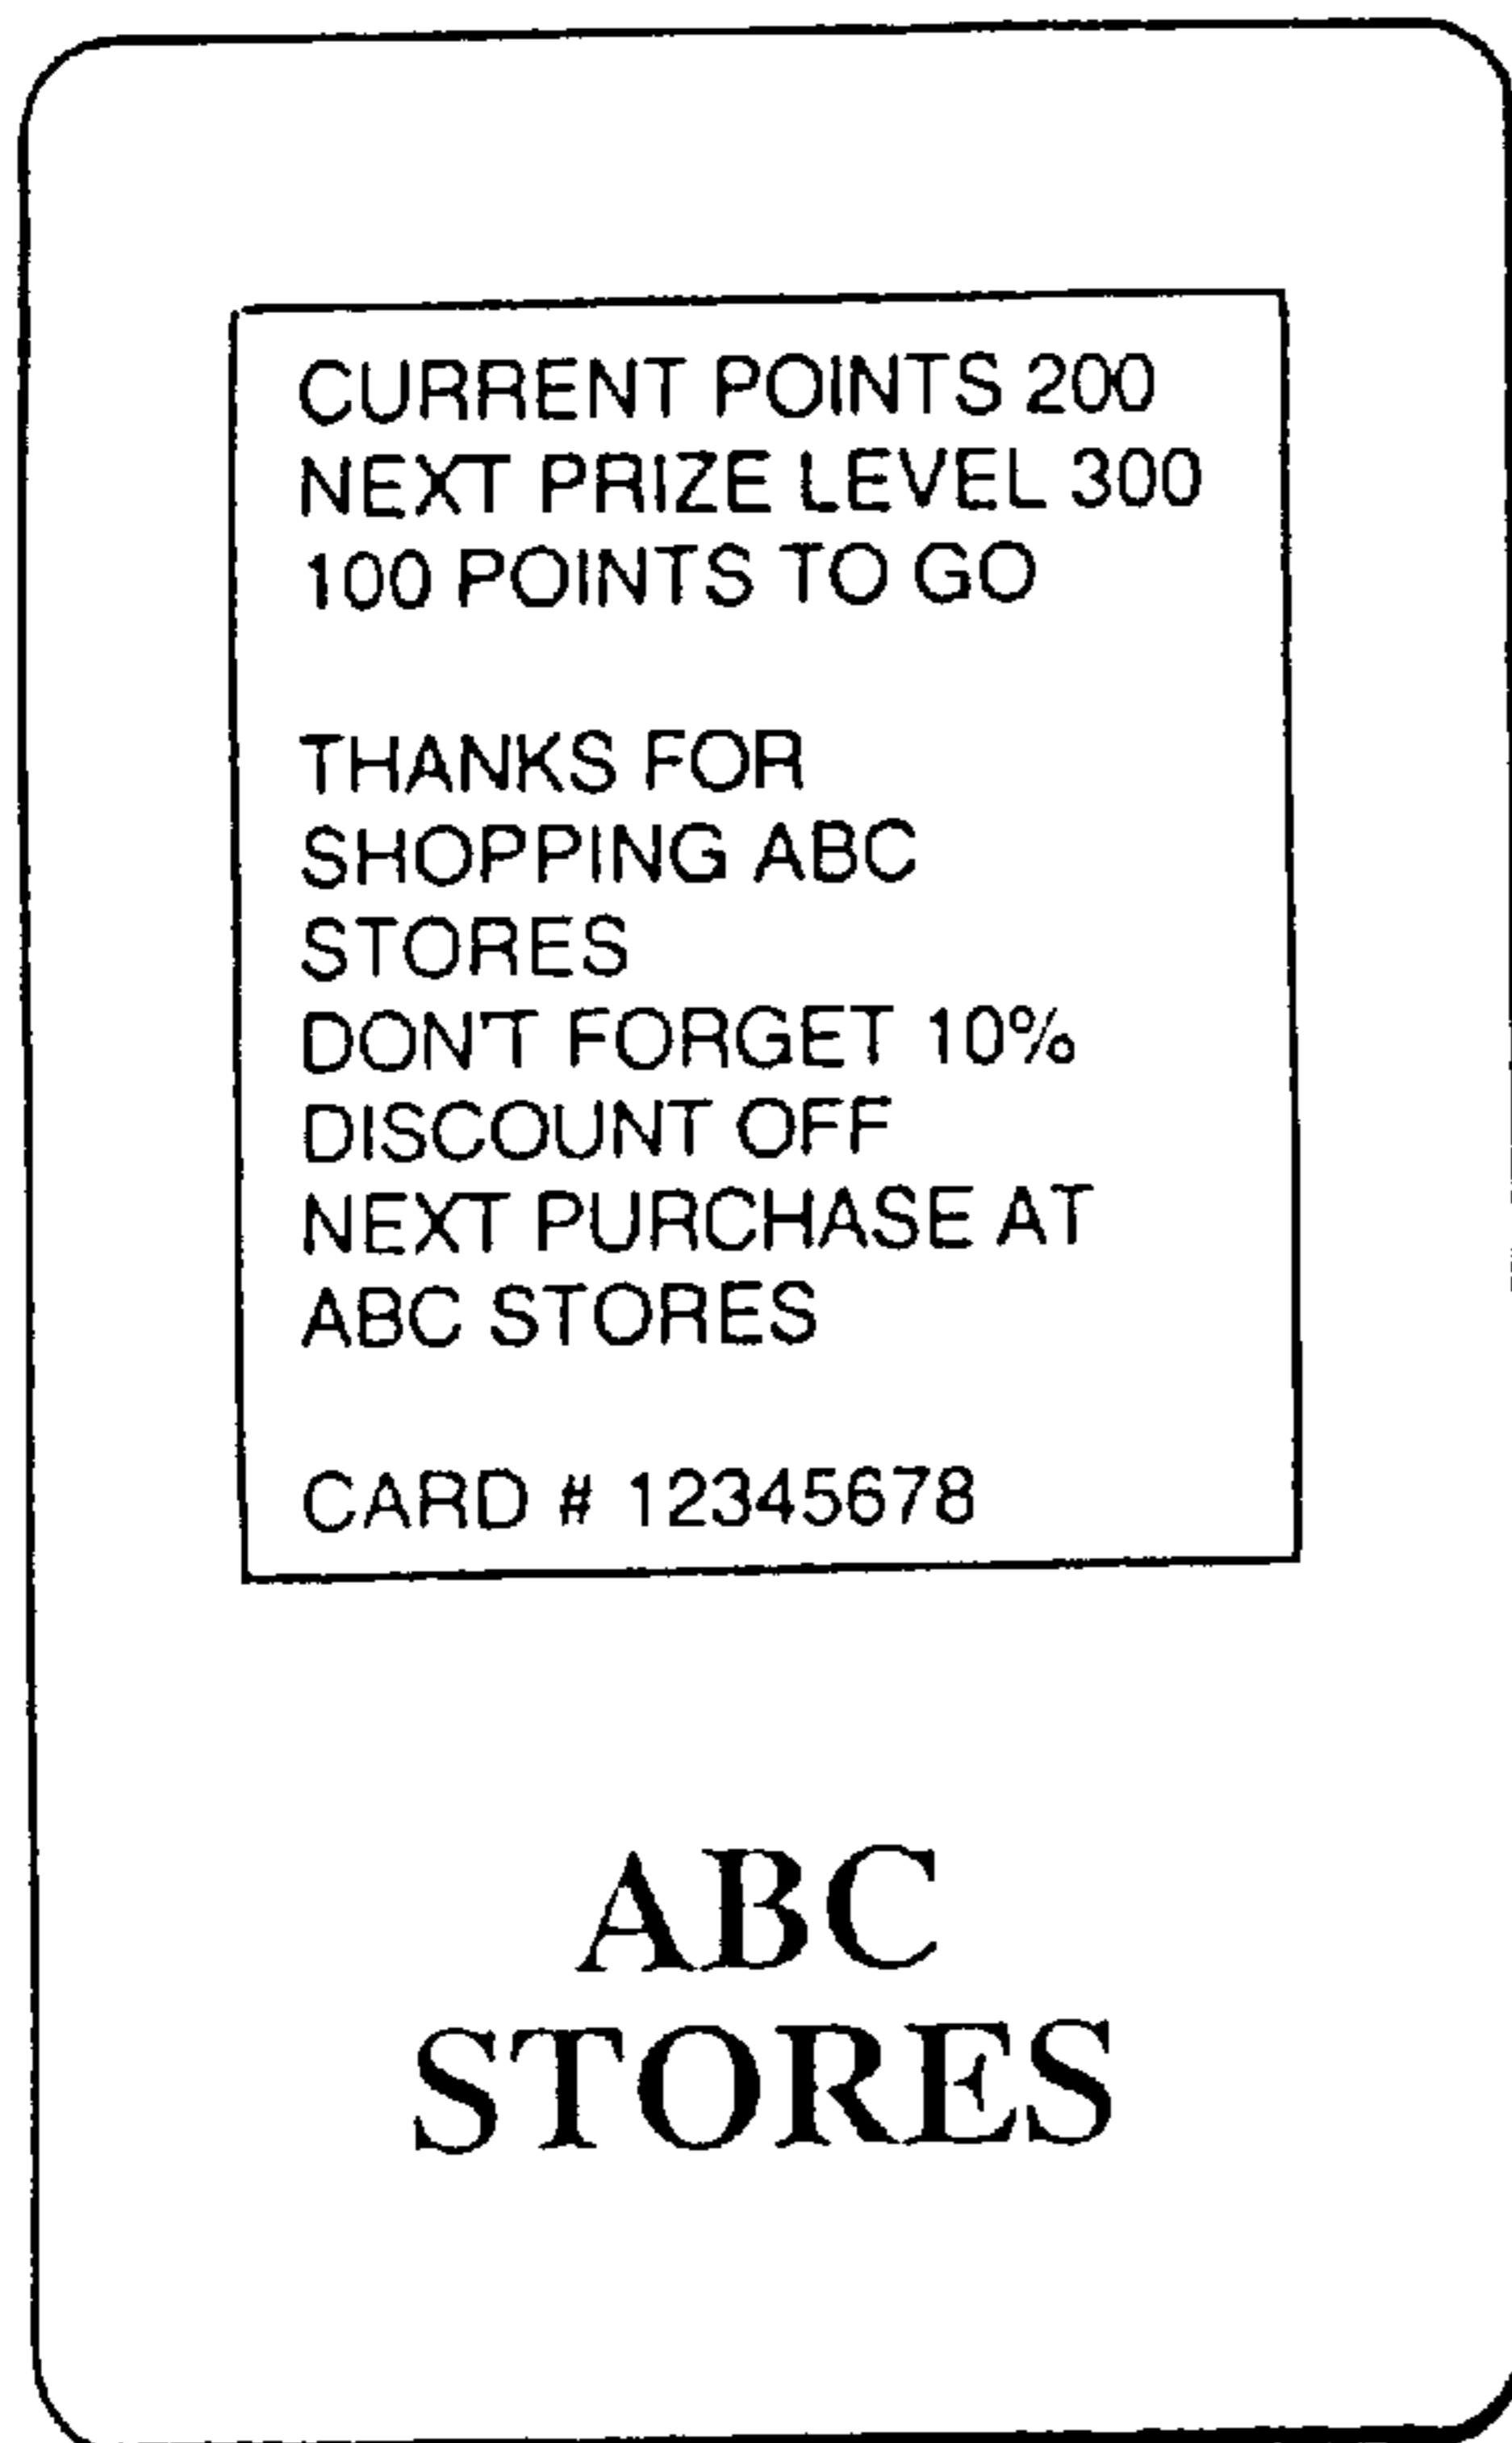 CURRENT POINTS 200
NEXT PRIZE LEVEL 300
100 POINTS TO GO
THANKS FOR
SHOPPING ABC
STORES
DON'T FORGET 10%
DISCOUNT OFF
NEXT PURCHASE AT
ABC STORES
CARD # 12345678
ABC
STORES